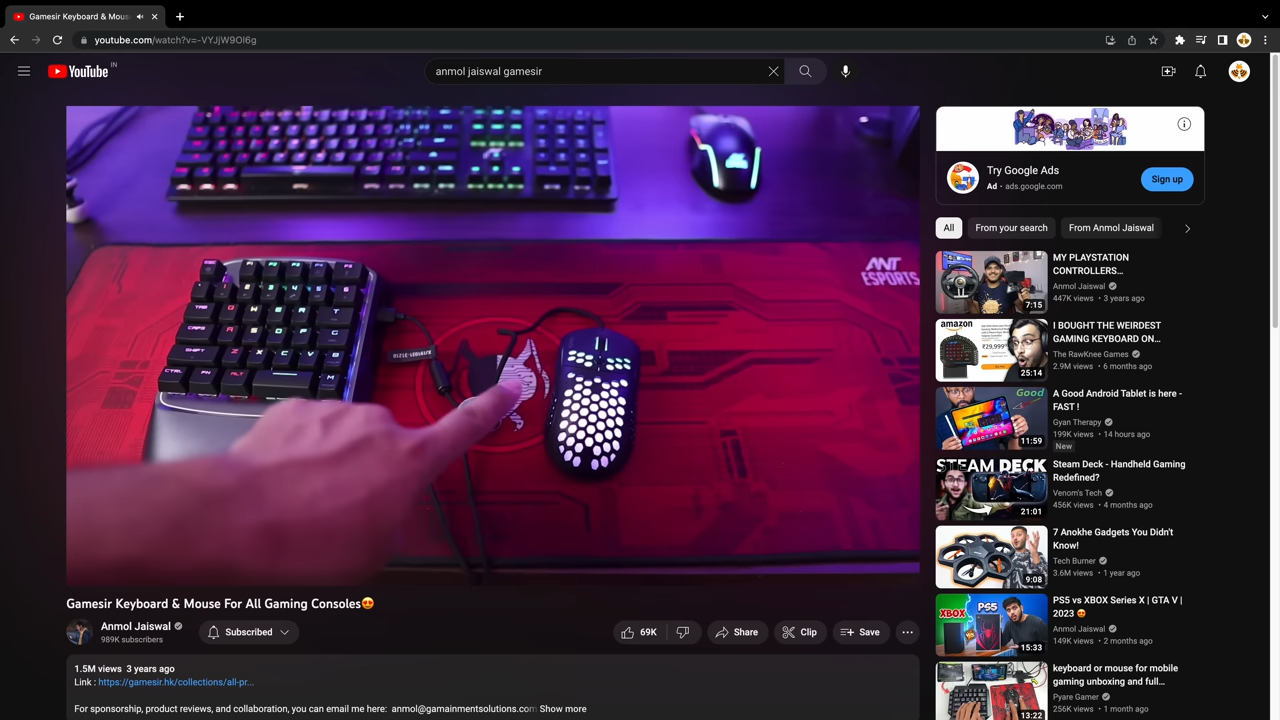 Gamesir Keyboard & Mous
youtube.com/watch?v=-VYJjW9Ol6g
YouTube IN
anmol jaiswal gamesir
ANT
ESPORTS
Gamesir Keyboard & Mouse For All Gaming Consoles😍
Anmol Jaiswal
989K subscribers
Subscribed
69K
Share
Clip
Save
1.5M views 3 years ago
Link : https://gamesir.hk/collections/all-pr...
For sponsorship, product reviews, and collaboration, you can email me here: anmol@gamainmentsolutions.com Show more
Try Google Ads
Ad · ads.google.com
Sign up
All
From your search
From Anmol Jaiswal
MY PLAYSTATION
CONTROLLERS…
Anmol Jaiswal
447K views • 3 years ago
7:15
amazon
₹29,999
I BOUGHT THE WEIRDEST
GAMING KEYBOARD ON…
The RawKnee Games
2.9M views • 6 months ago
25:14
Good
A Good Android Tablet is here -
FAST !
Gyan Therapy
199K views • 14 hours ago
New
11:59
STEAM DECK
Steam Deck - Handheld Gaming
Redefined?
Venom's Tech
456K views • 4 months ago
21:01
7 Anokhe Gadgets You Didn't
Know!
Tech Burner
3.6M views • 1 year ago
9:08
XBOX PS5
PS5 vs XBOX Series X | GTA V |
2023 😍
Anmol Jaiswal
149K views • 2 months ago
15:33
keyboard or mouse for mobile
gaming unboxing and full…
Pyare Gamer
256K views • 1 month ago
13:22